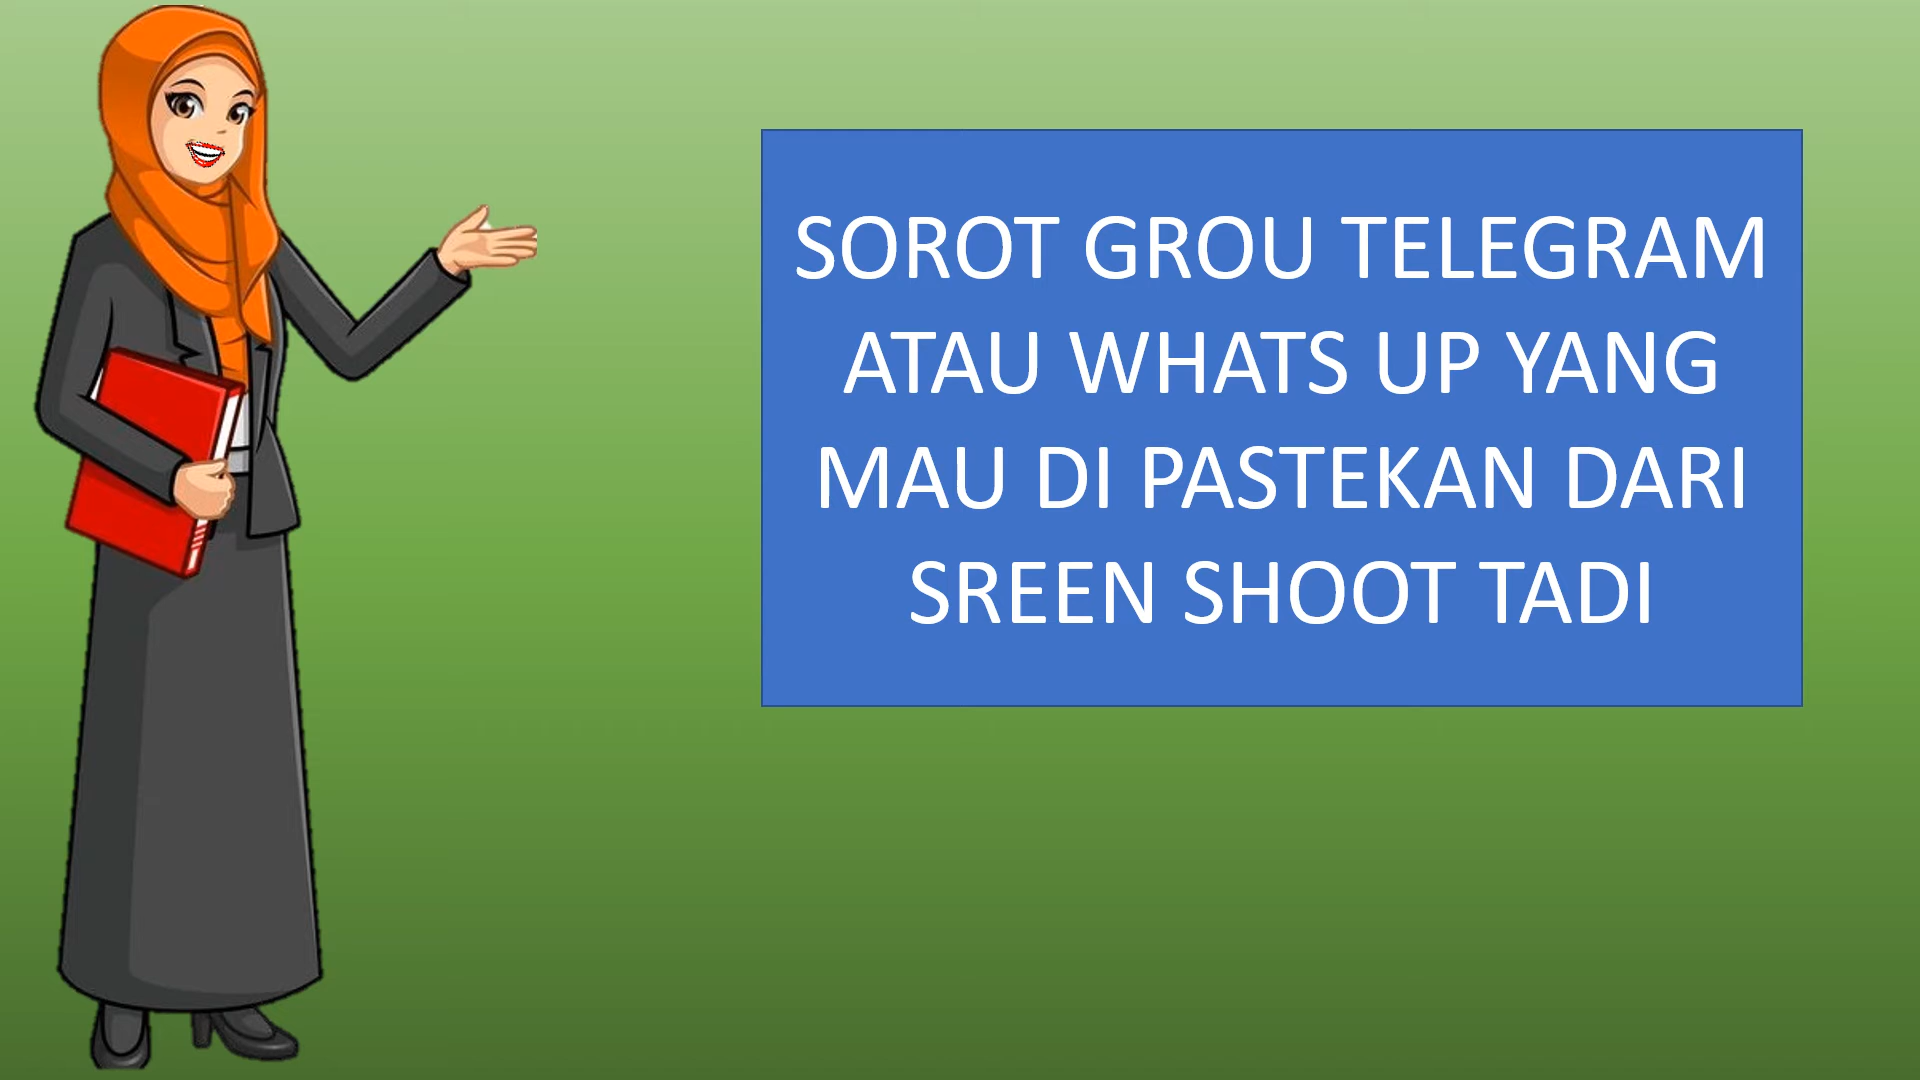 SOROT GROU TELEGRAM
ATAU WHATS UP YANG
MAU DI PASTEKAN DARI
SREEN SHOOT TADI